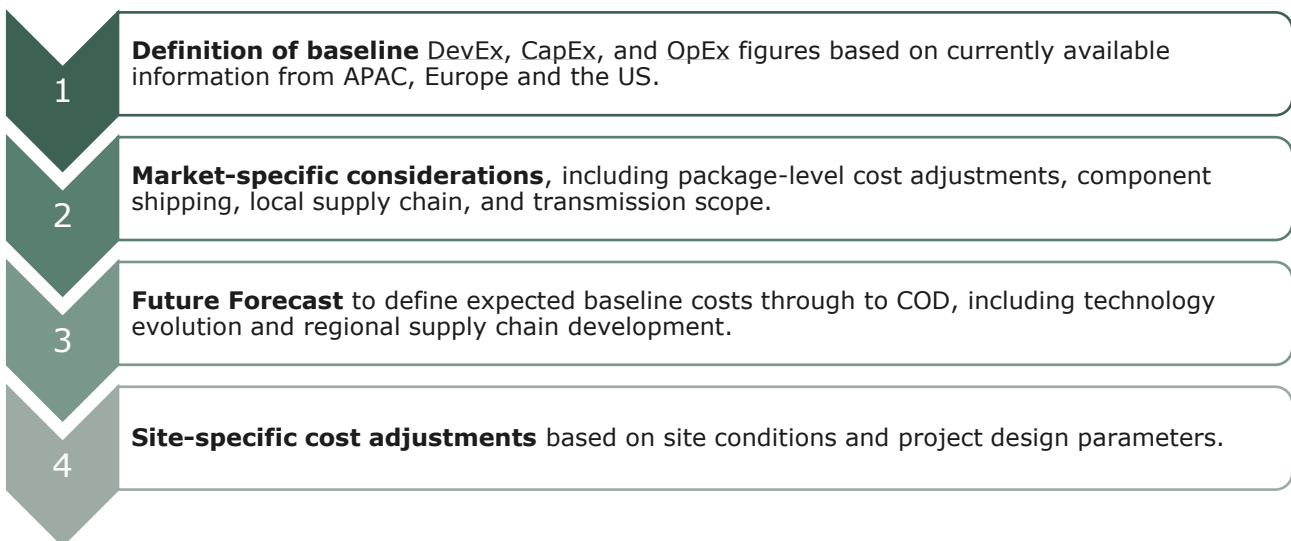 1
Definition of baseline DevEx, CapEx, and OpEx figures based on currently available
information from APAC, Europe and the US.
2
Market-specific considerations, including package-level cost adjustments, component
shipping, local supply chain, and transmission scope.
3
Future Forecast to define expected baseline costs through to COD, including technology
evolution and regional supply chain development.
4
Site-specific cost adjustments based on site conditions and project design parameters.